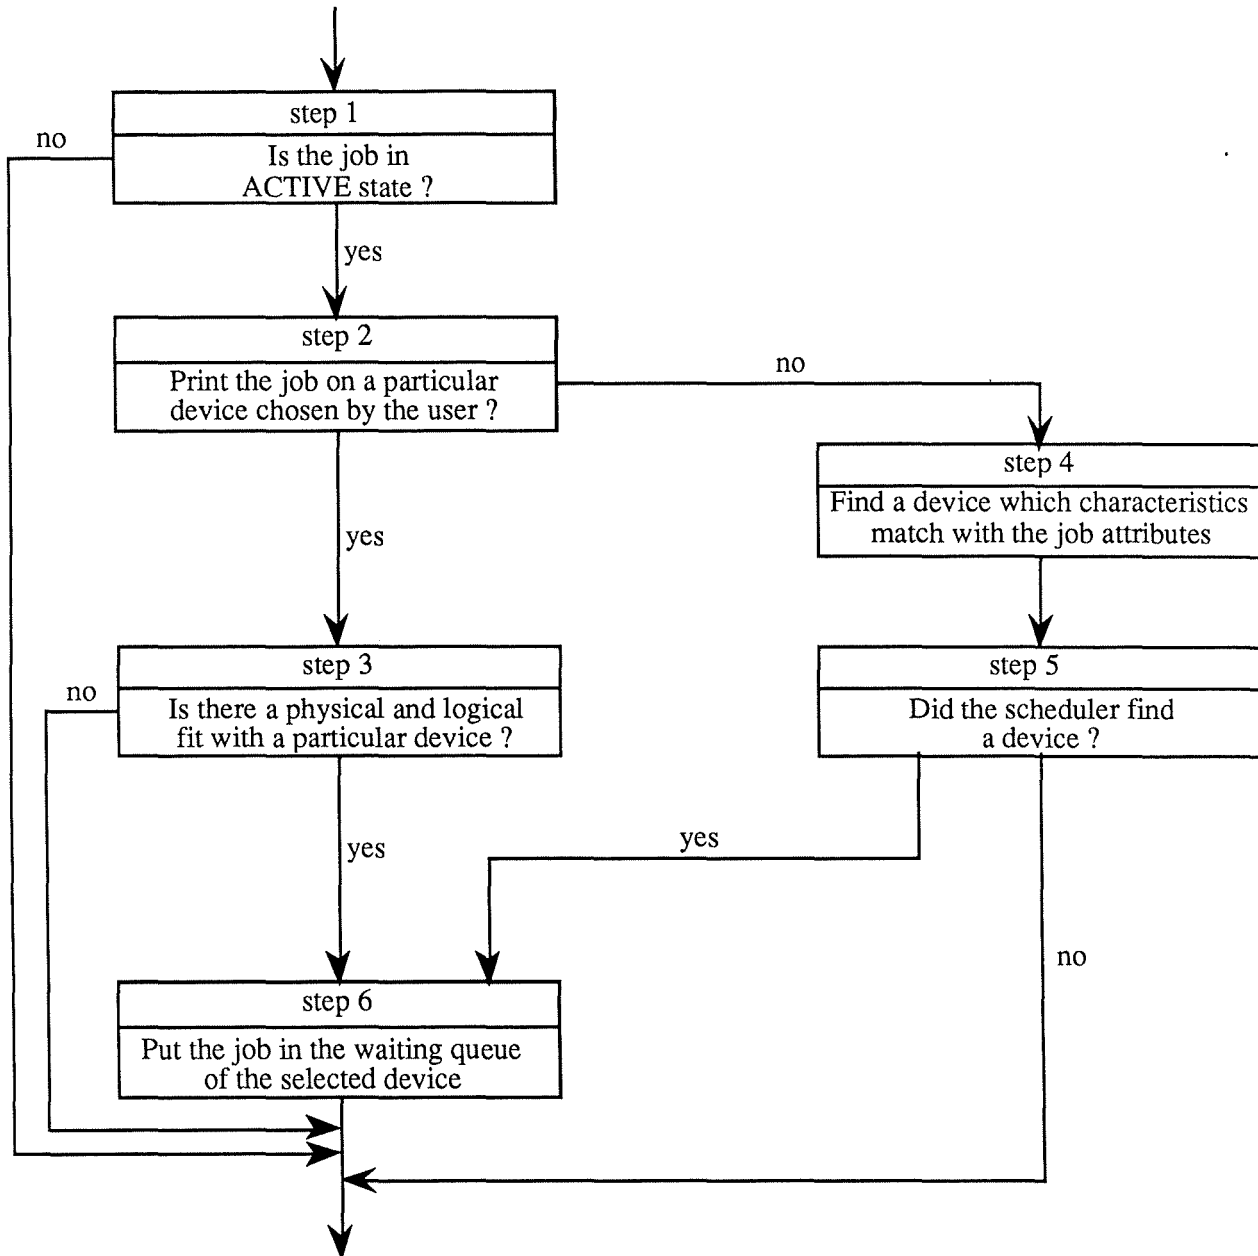 step 1
no
Is the job in
ACTIVE state ?
yes
step 2
no
Print the job on a particular
device chosen by the user ?
step 4
Find a device which characteristics
match with the job attributes
yes
step 3
step 5
no
Is there a physical and logical
fit with a particular device ?
Did the scheduler find
a device ?
yes
yes
no
step 6
Put the job in the waiting queue
of the selected device